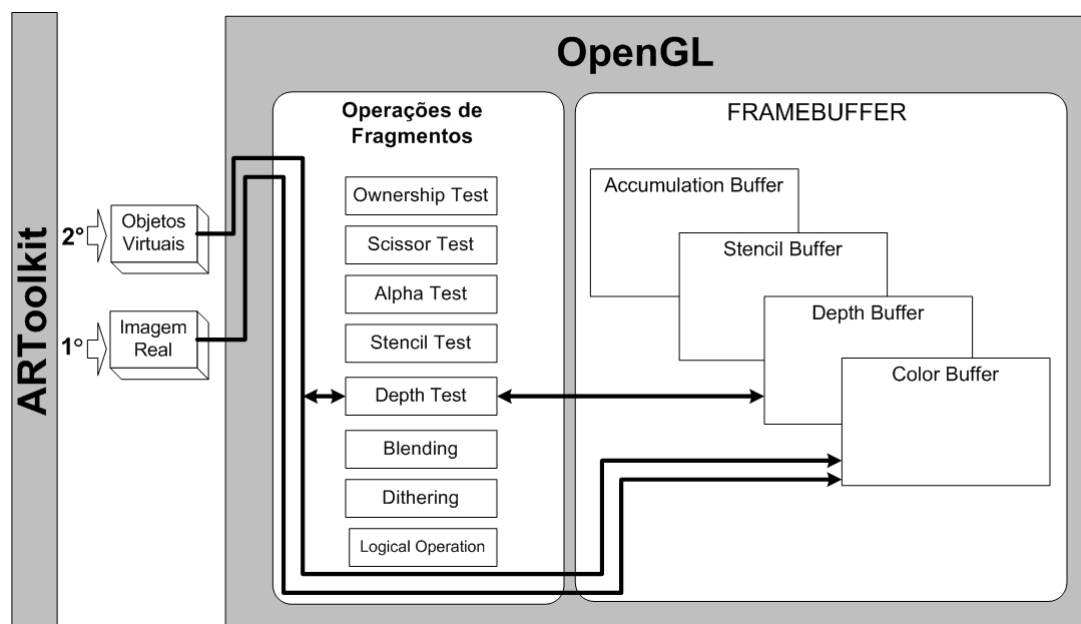 ARToolkit
2°
Objetos
Virtuais
1°
Imagem
Real
OpenGL
Operações de
Fragmentos
Ownership Test
Scissor Test
Alpha Test
Stencil Test
Depth Test
Blending
Dithering
Logical Operation
FRAMEBUFFER
Accumulation Buffer
Stencil Buffer
Depth Buffer
Color Buffer